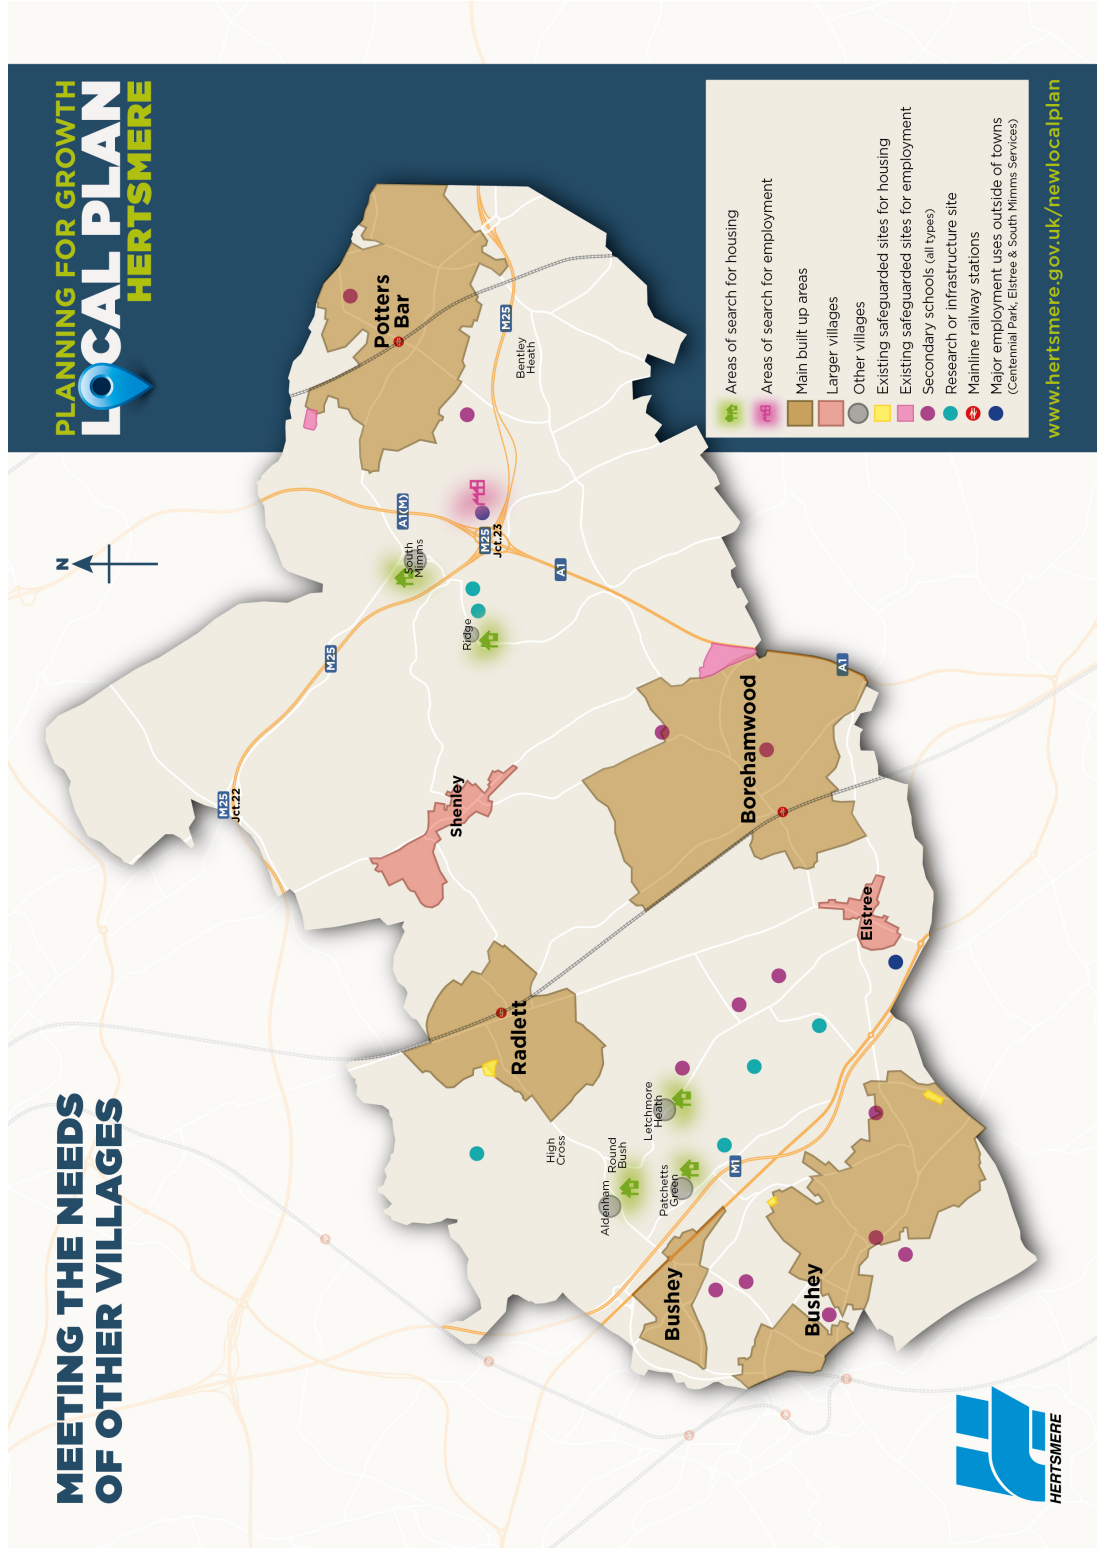 MEETING THE NEEDS
OF OTHER VILLAGES
PLANNING FOR GROWTH
LOCAL PLAN
HERTSMERE
N
M25
Jct.22
M25
A1(M)
South
Mimms
Ridge
M25
Jct.23
A1
Potters
Bar
M25
Bentley
Heath
Shenley
Radlett
High
Cross
Borehamwood
A1
Elstree
Letchmore
Heath
Round
Bush
Aldenham
Patchetts
Green
M1
Bushey
Bushey
Areas of search for housing
Areas of search for employment
Main built up areas
Larger villages
Other villages
Existing safeguarded sites for housing
Existing safeguarded sites for employment
Secondary schools (all types)
Research or infrastructure site
Mainline railway stations
Major employment uses outside of towns
(Centennial Park, Elstree & South Mimms Services)
www.hertsmere.gov.uk/newlocalplan
HERTSMERE